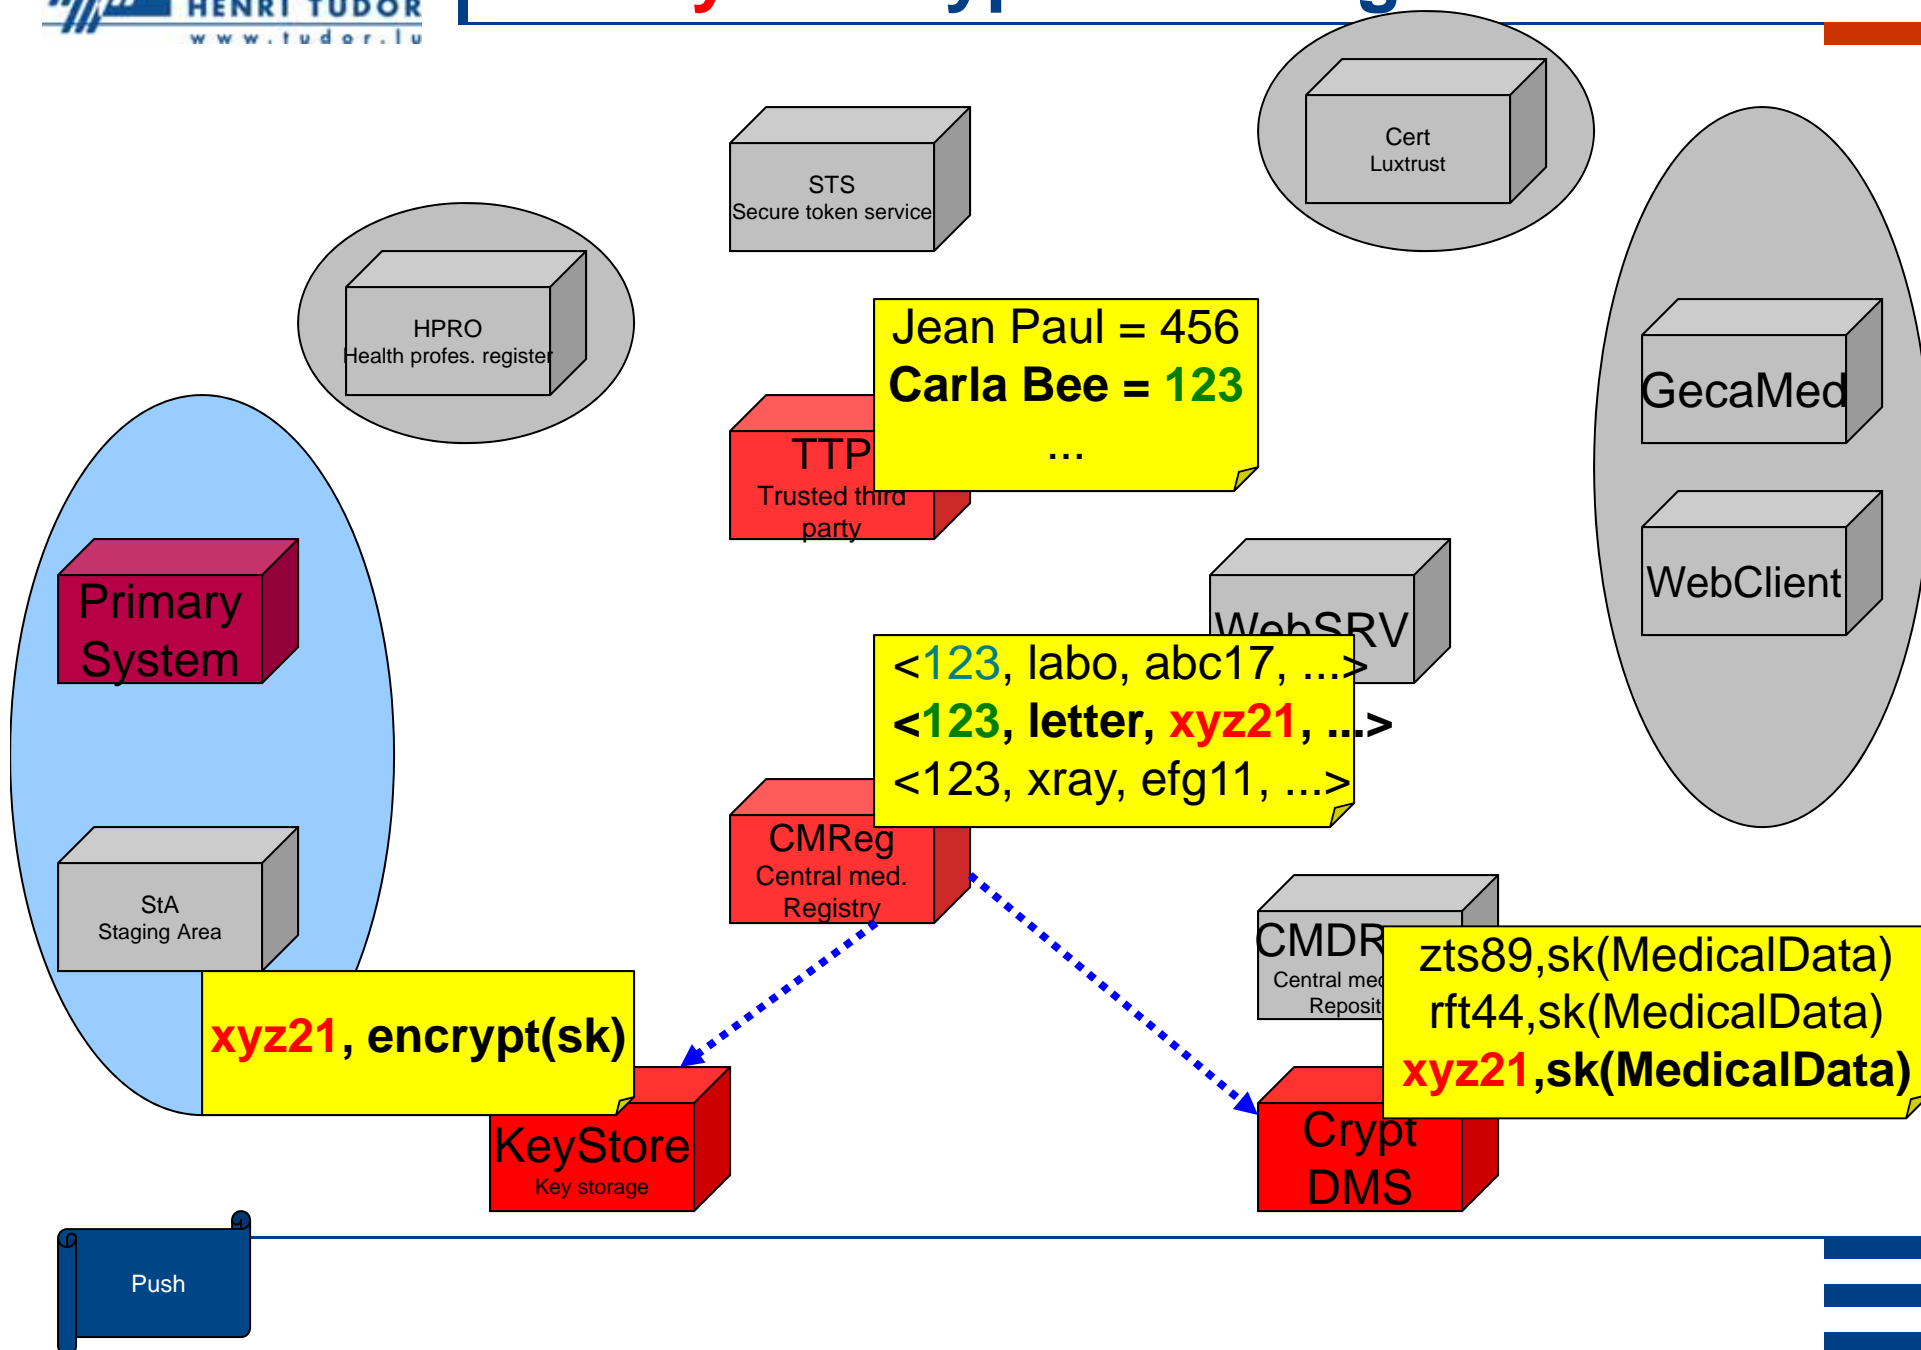 HENRI TUDOR
www.tudor.lu
Cert
Luxtrust
STS
Secure token service
HPRO
Health profes. register
Jean Paul = 456
Carla Bee = 123
...
GecaMed
TTP
Trusted third
party
WebClient
Primary
System
WebSRV
<123, labo, abc17, ...>
<123, letter, xyz21, ...>
<123, xray, efg11, ...>
CMReg
Central med.
Registry
StA
Staging Area
CMDR
Central med
Reposit
zts89,sk(MedicalData)
rft44,sk(MedicalData)
xyz21,sk(MedicalData)
xyz21, encrypt(sk)
KeyStore
Key storage
Crypt
DMS
Push